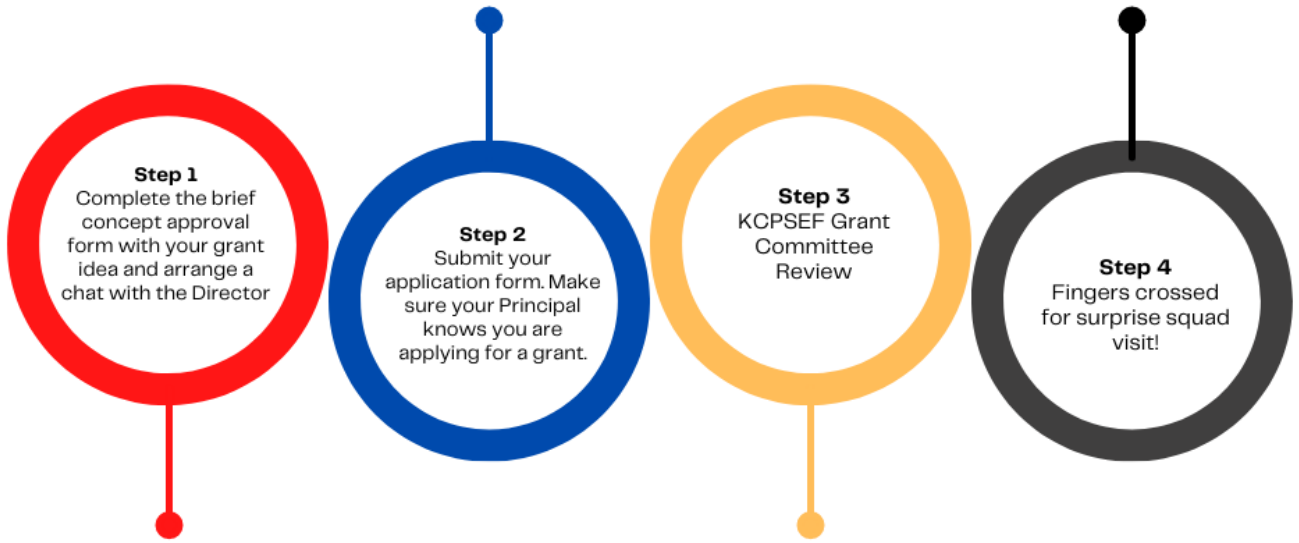 Step 1
Complete the brief
concept approval
form with your grant
idea and arrange a
chat with the Director
Step 2
Submit your
application form. Make
sure your Principal
knows you are
applying for a grant.
Step 3
KCPSEF Grant
Committee
Review
Step 4
Fingers crossed
for surprise squad
visit!